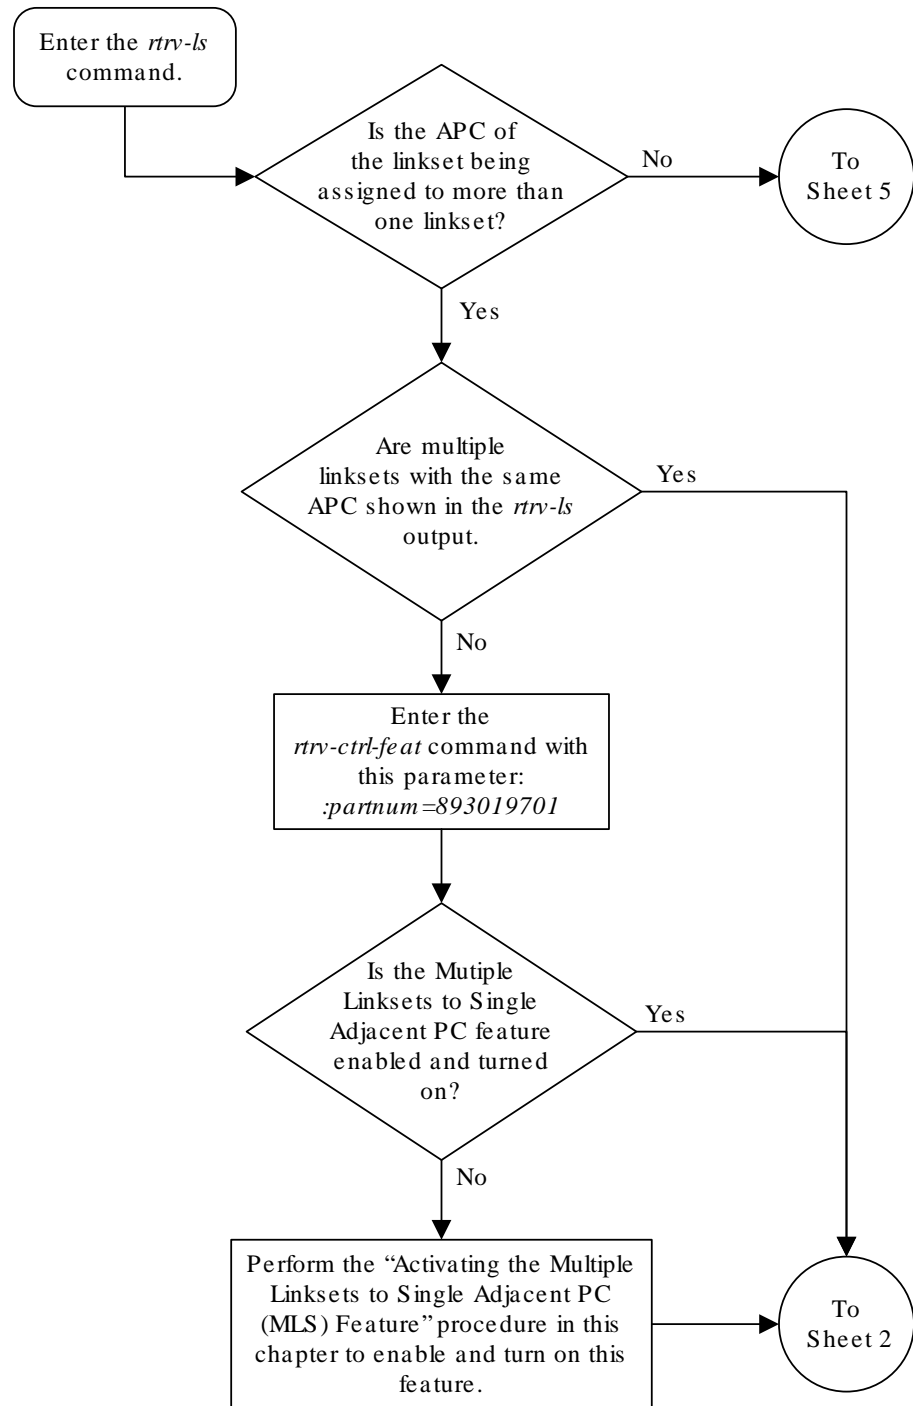 Enter the rtrv-ls
command.
Is the APC of
the linkset being
assigned to more than
one linkset?
No
To
Sheet 5
Yes
Are multiple
linksets with the same
APC shown in the rtrv-ls
output.
Yes
No
Enter the
rtrv-ctrl-feat command with
this parameter:
:partnum=893019701
Is the Mutiple
Linksets to Single
Adjacent PC feature
enabled and turned
on?
Yes
No
Perform the “Activating the Multiple
Linksets to Single Adjacent PC
(MLS) Feature” procedure in this
chapter to enable and turn on this
feature.
To
Sheet 2